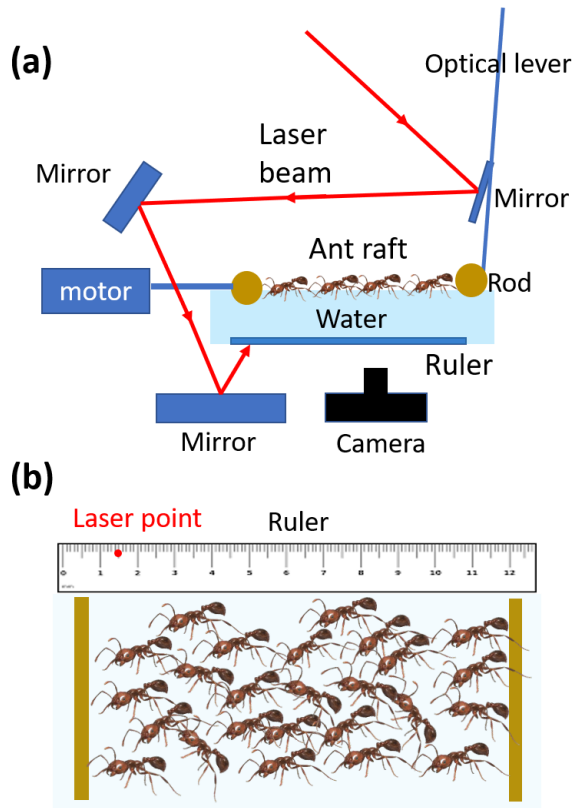 (a)
Optical lever
Laser
beam
Mirror
Mirror
Ant raft
motor
Rod
Water
Ruler
Mirror
Camera
(b)
Laser point
Ruler
0 1 2 3 4 5 6 7 8 9 10 11 12